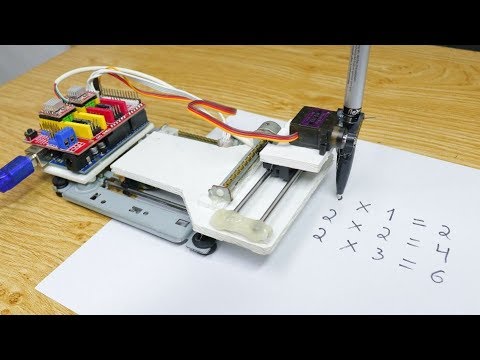 2 × 1 = 2
2 × 2 = 4
2 × 3 = 6